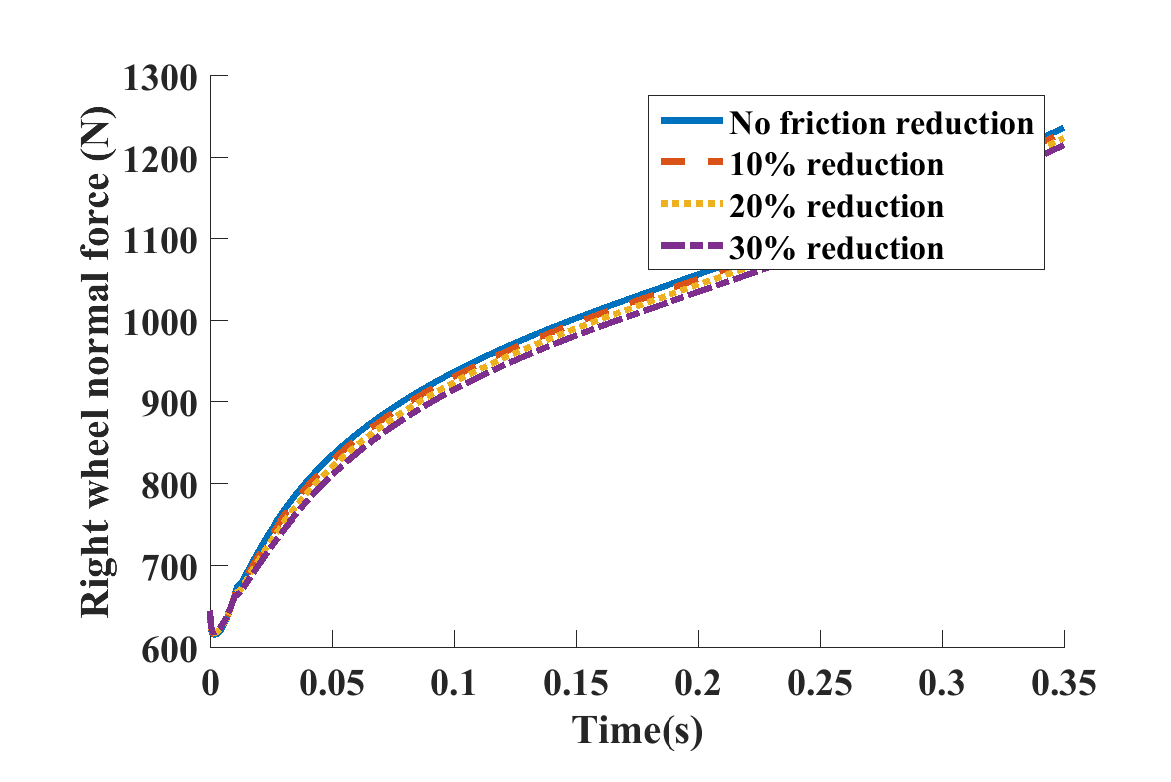 Right wheel normal force (N)
1300
1200
1100
1000
900
800
700
600
No friction reduction
10% reduction
20% reduction
30% reduction
0 0.05 0.1 0.15 0.2 0.25 0.3 0.35
Time(s)